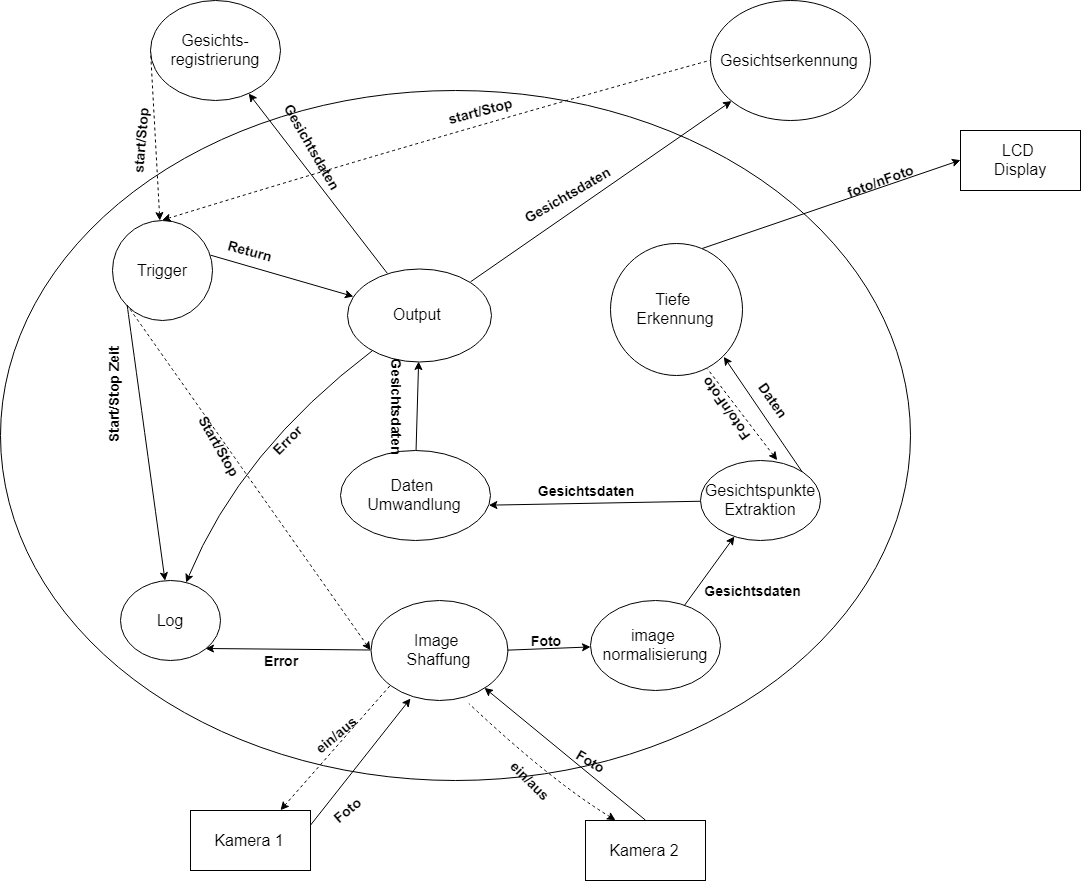 Gesichts-
registrierung
Gesichtserkennung
start/Stop
Gesichtsdaten
start/Stop
LCD
Display
Gesichtsdaten
foto/nFoto
Trigger
Return
Output
Tiefe
Erkennung
Start/Stop Zeit
Start/Stop
Error
Gesichtsdaten
Foto/nFoto
Daten
Daten
Umwandlung
Gesichtsdaten
Gesichtspunkte
Extraktion
Log
Error
Image
Shaffung
Foto
image
normalisierung
Gesichtsdaten
ein/aus
Foto
ein/aus
Foto
Kamera 1
Kamera 2